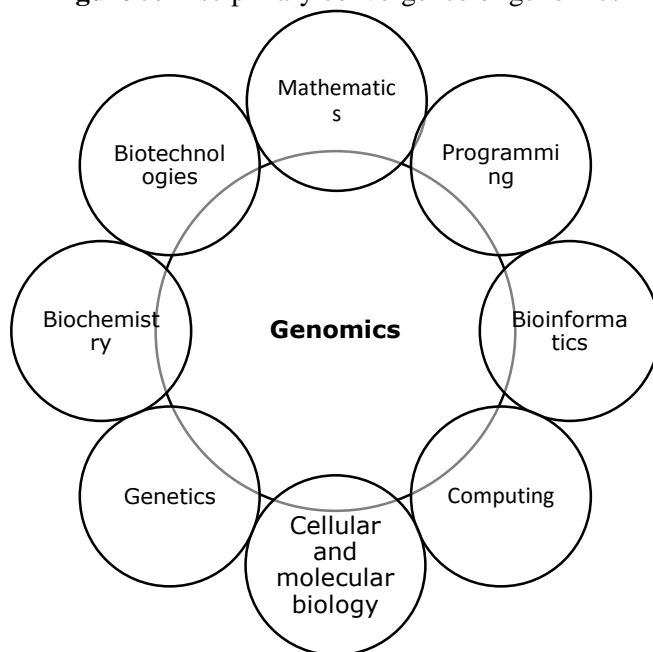 Mathematic
s
Biotechnol
ogies
Programmi
ng
Biochemist
ry
Genomics
Bioinforma
tics
Genetics
Computing
Cellular
and
molecular
biology